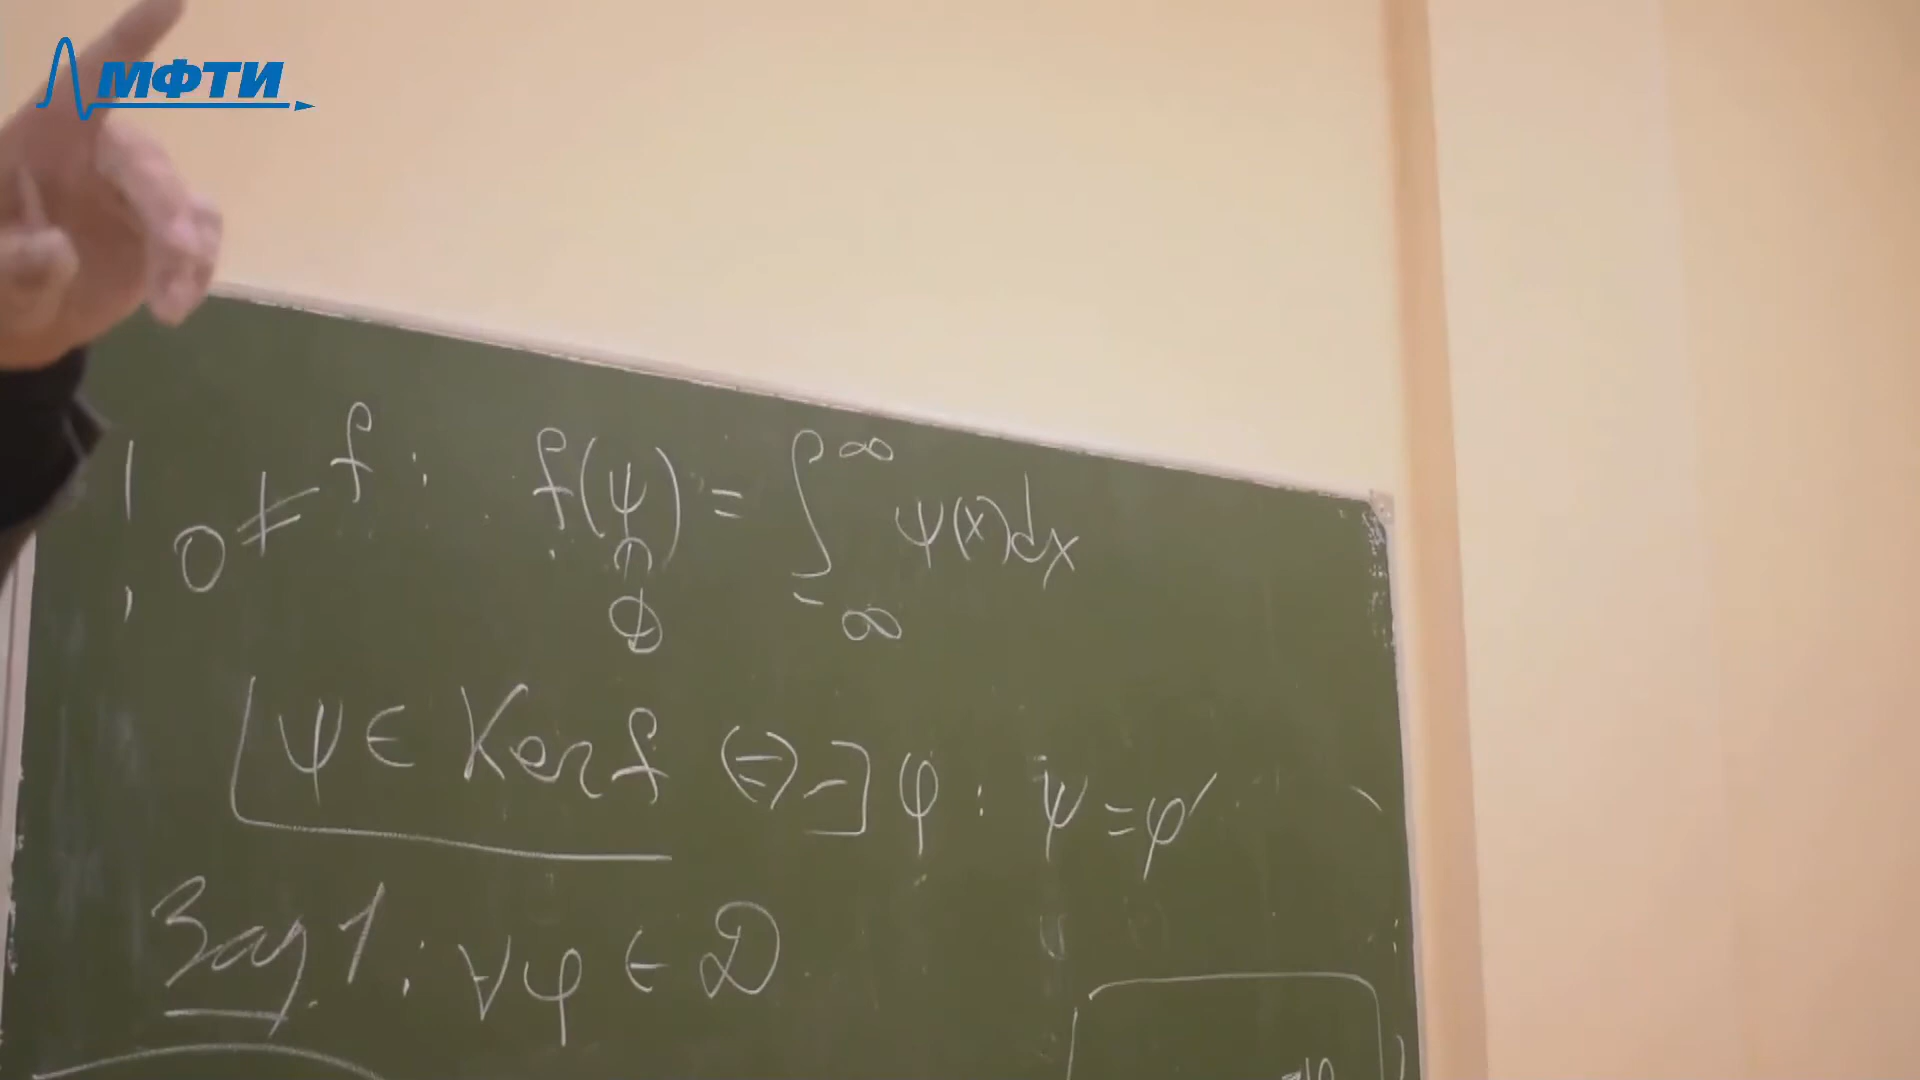 МФТИ
! 0 ≠ f : f(ψ) = ∫ ∞ ψ(x)dx
∩
Φ - ∞
ψ ∈ Ker f ⇔ ∃ φ : ψ = φ′
Зад 1 : ∀φ ∈ D